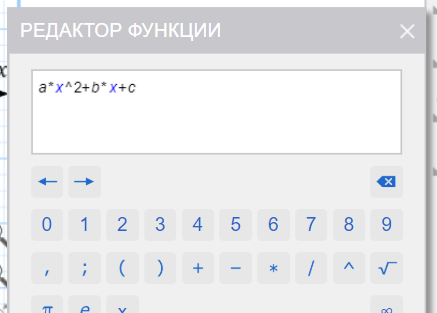 РЕДАКТОР ФУНКЦИИ ×
x
a*x^2+b*x+c
← →
0 1 2 3 4 5 6 7 8 9
, ; ( ) + − * / ^ √
π e x ∞